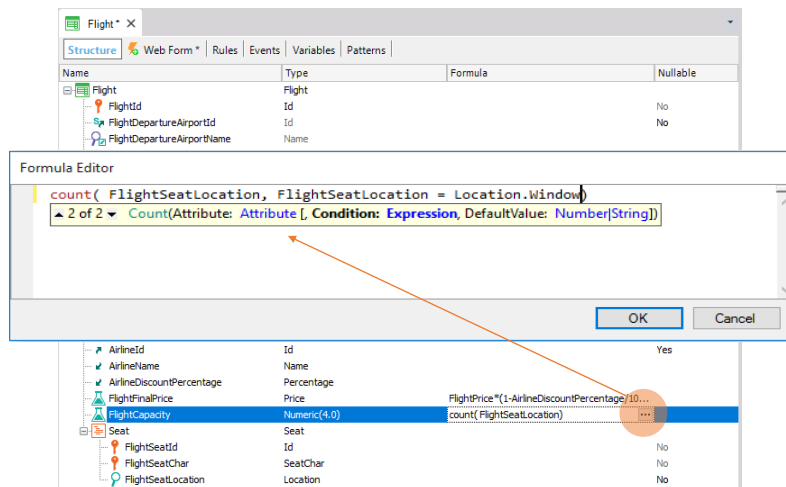 Flight *
Structure Web Form * Rules Events Variables Patterns
Name Type Formula Nullable
Flight Flight
FlightId Id No
FlightDepartureAirportId Id No
FlightDepartureAirportName Name
Formula Editor
count( FlightSeatLocation, FlightSeatLocation = Location.Window)
2 of 2 Count(Attribute: Attribute [, Condition: Expression, DefaultValue: Number|String])
OK Cancel
AirlineId Id Yes
AirlineName Name
AirlineDiscountPercentage Percentage
FlightFinalPrice Price FlightPrice*(1-AirlineDiscountPercentage/10...
FlightCapacity Numeric(4.0) count( FlightSeatLocation) ...
Seat Seat
FlightSeatId Id No
FlightSeatChar SeatChar No
FlightSeatLocation Location No